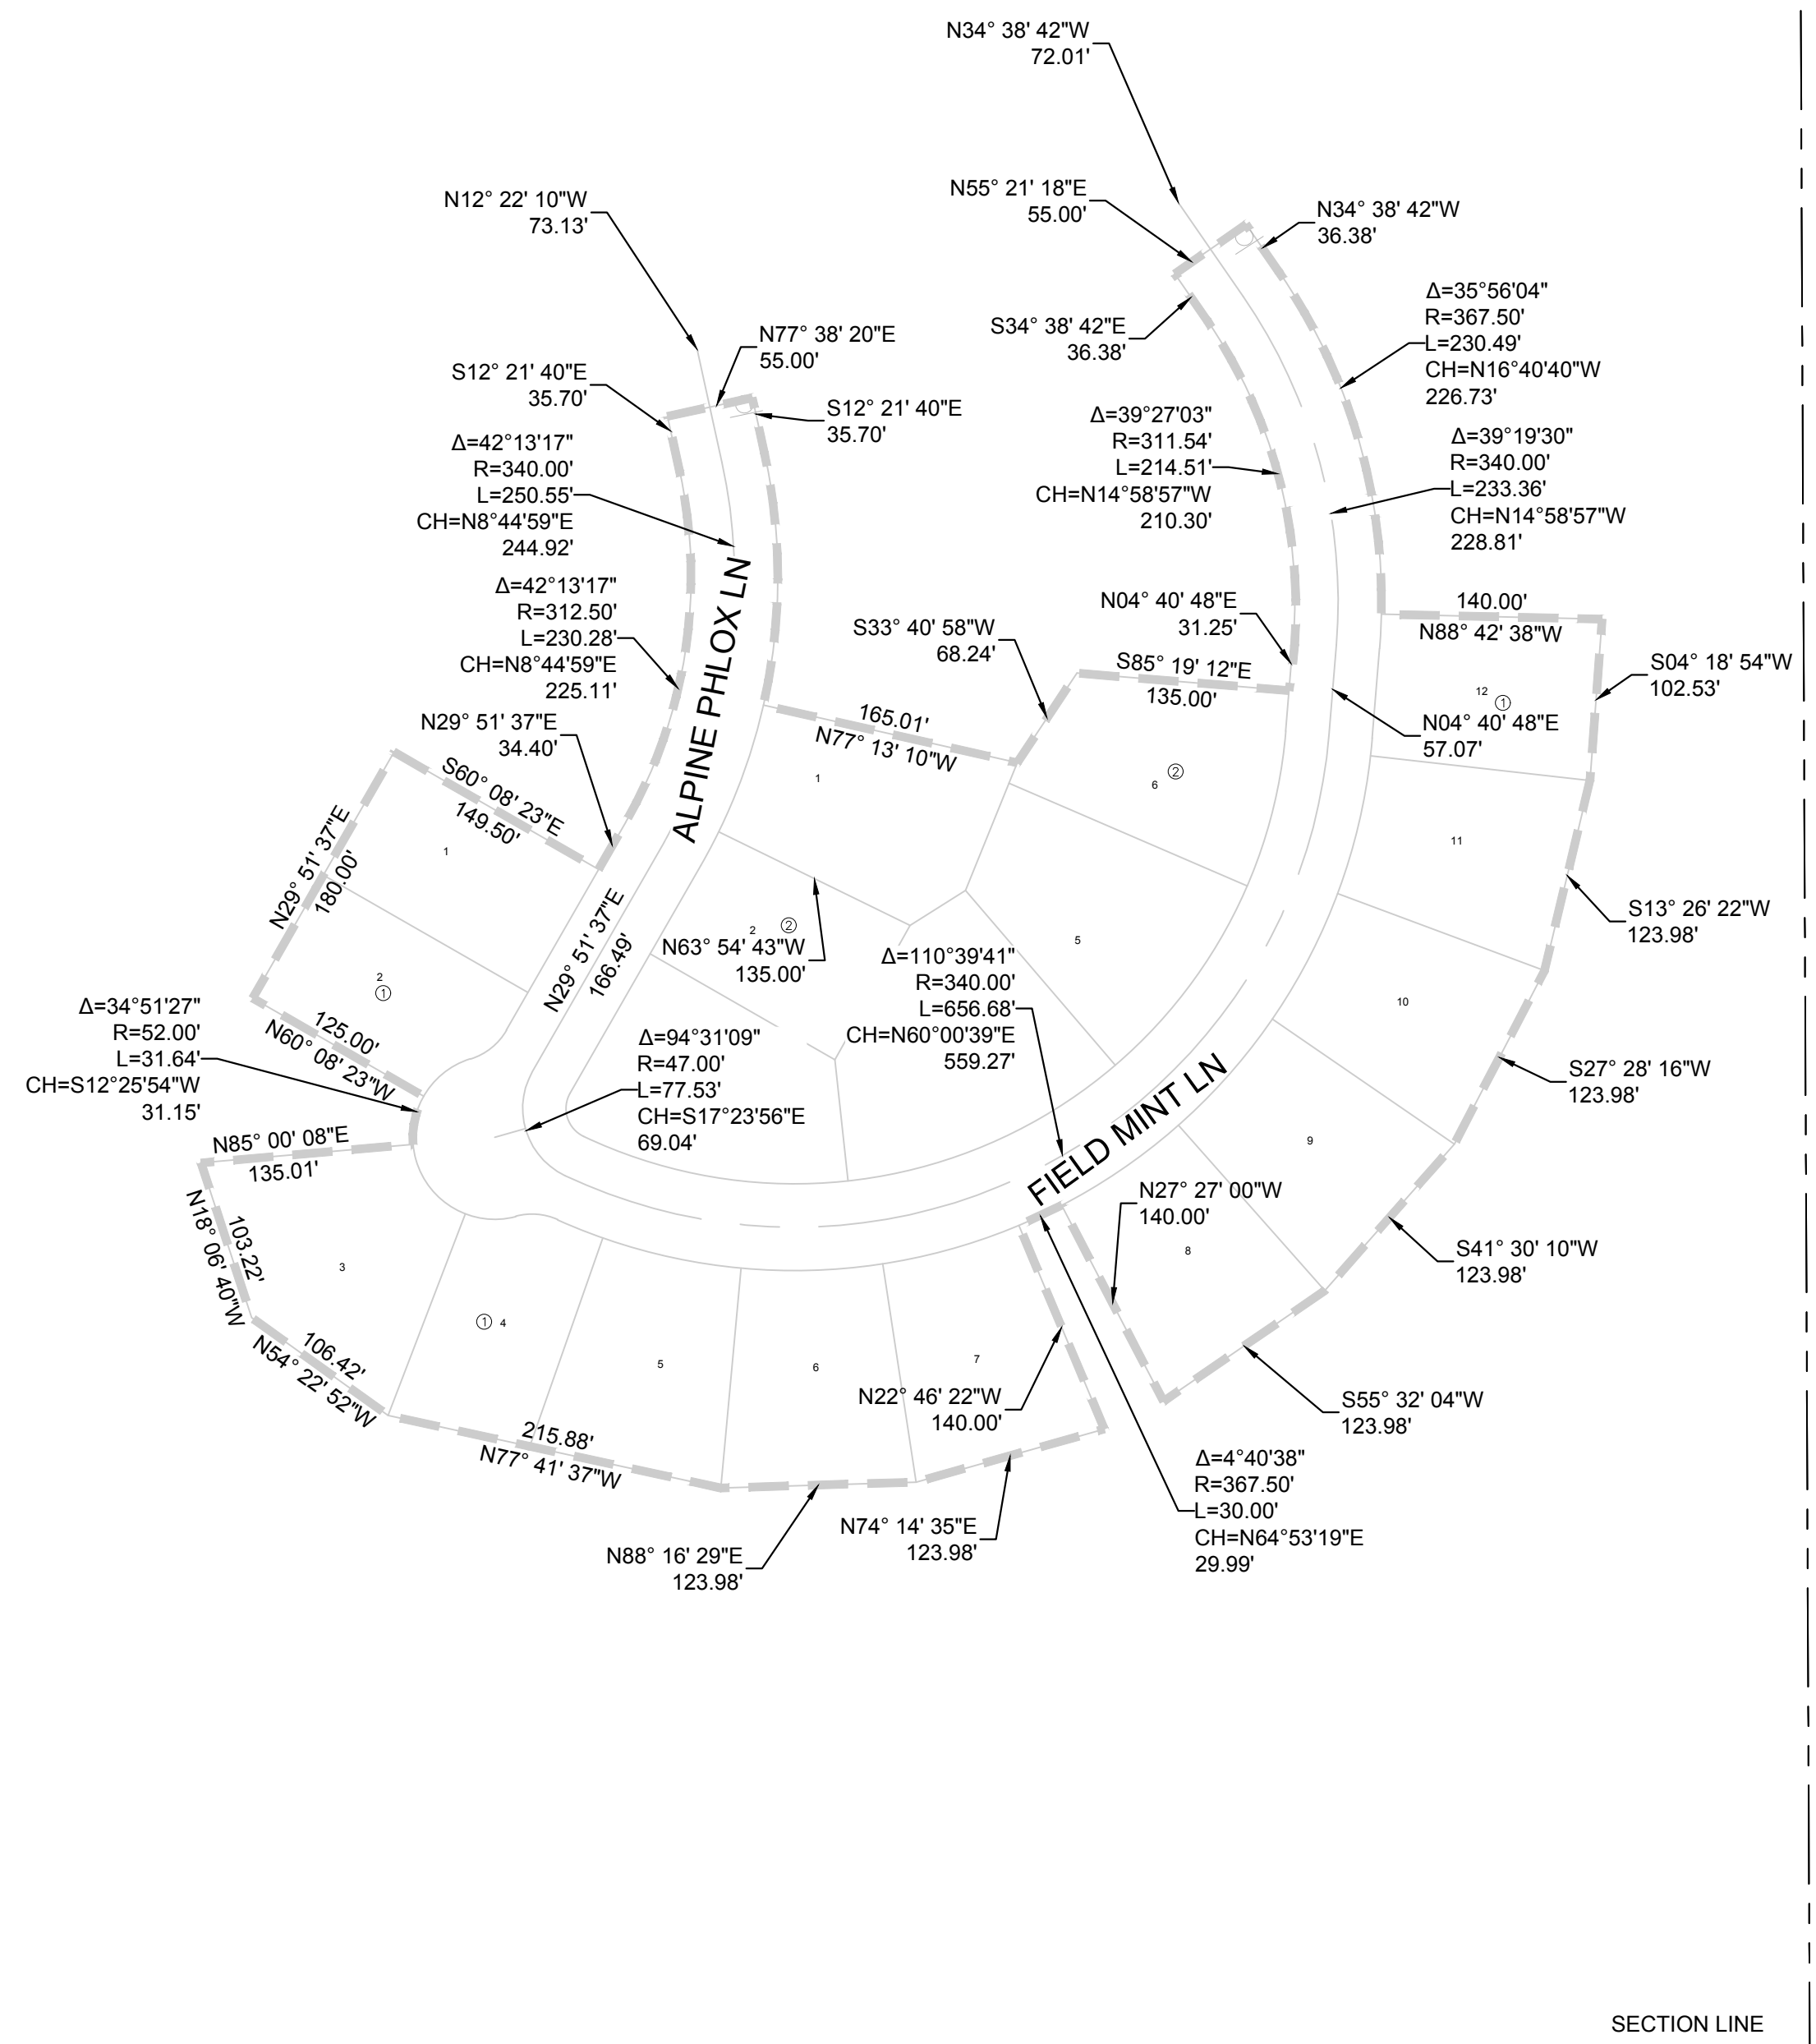 N34° 38' 42"W
72.01'
N55° 21' 18"E
55.00'
N34° 38' 42"W
36.38'
N12° 22' 10"W
73.13'
Δ=35°56'04"
R=367.50'
L=230.49'
CH=N16°40'40"W
226.73'
S34° 38' 42"E
36.38'
N77° 38' 20"E
55.00'
S12° 21' 40"E
35.70'
S12° 21' 40"E
35.70'
Δ=39°27'03"
R=311.54'
L=214.51'
CH=N14°58'57"W
210.30'
Δ=42°13'17"
R=340.00'
L=250.55'
CH=N8°44'59"E
244.92'
Δ=39°19'30"
R=340.00'
L=233.36'
CH=N14°58'57"W
228.81'
Δ=42°13'17"
R=312.50'
L=230.28'
CH=N8°44'59"E
225.11'
N04° 40' 48"E
31.25'
140.00'
N88° 42' 38"W
S33° 40' 58"W
68.24'
S85° 19' 12"E
135.00'
S04° 18' 54"W
102.53'
12
1
N04° 40' 48"E
57.07'
N29° 51' 37"E
34.40'
ALPINE PHLOX LN
165.01'
N77° 13' 10"W
1
6
2
S60° 08' 23"E
149.50'
N29° 51' 37"E
180.00'
1
11
S13° 26' 22"W
123.98'
2
2
N63° 54' 43"W
135.00'
5
N29° 51' 37"E
166.49'
Δ=110°39'41"
R=340.00'
L=656.68'
CH=N60°00'39"E
559.27'
2
1
10
Δ=34°51'27"
R=52.00'
L=31.64'
CH=S12°25'54"W
31.15'
125.00'
N60° 08' 23"W
Δ=94°31'09"
R=47.00'
L=77.53'
CH=S17°23'56"E
69.04'
S27° 28' 16"W
123.98'
FIELD MINT LN
9
N85° 00' 08"E
135.01'
N27° 27' 00"W
140.00'
8
103.22'
N18° 06' 40"W
3
S41° 30' 10"W
123.98'
1
4
106.42'
N54° 22' 52"W
5
6
7
N22° 46' 22"W
140.00'
S55° 32' 04"W
123.98'
215.88'
N77° 41' 37"W
Δ=4°40'38"
R=367.50'
L=30.00'
CH=N64°53'19"E
29.99'
N74° 14' 35"E
123.98'
N88° 16' 29"E
123.98'
SECTION LINE